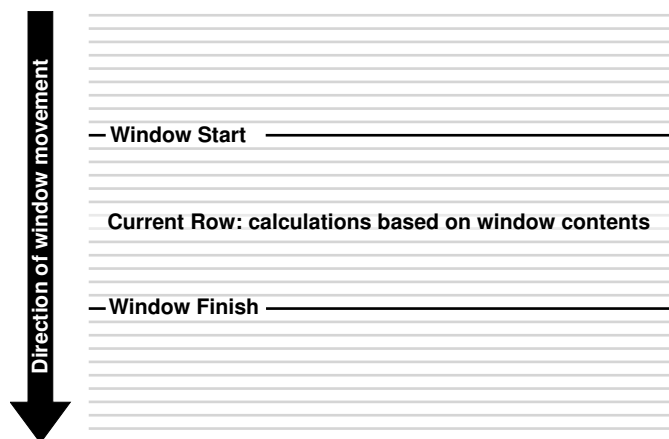 Direction of window movement
Window Start
Current Row: calculations based on window contents
Window Finish